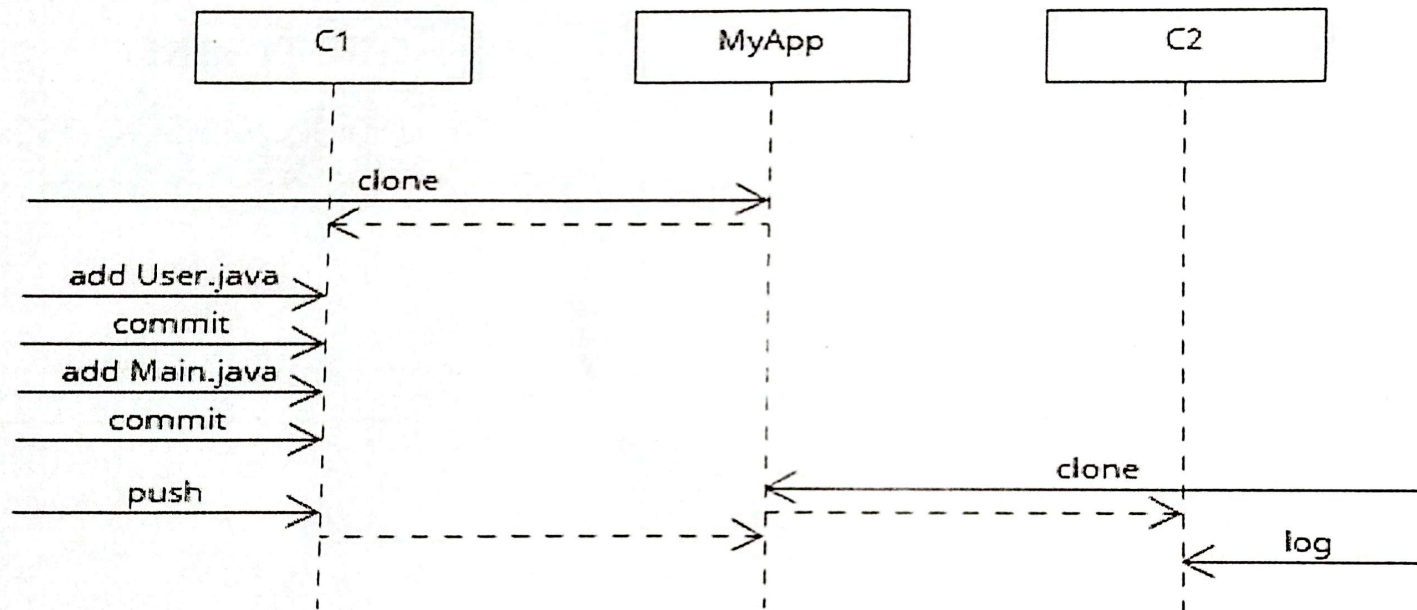 C1
MyApp
C2
clone
add User.java
commit
add Main.java
commit
clone
push
log